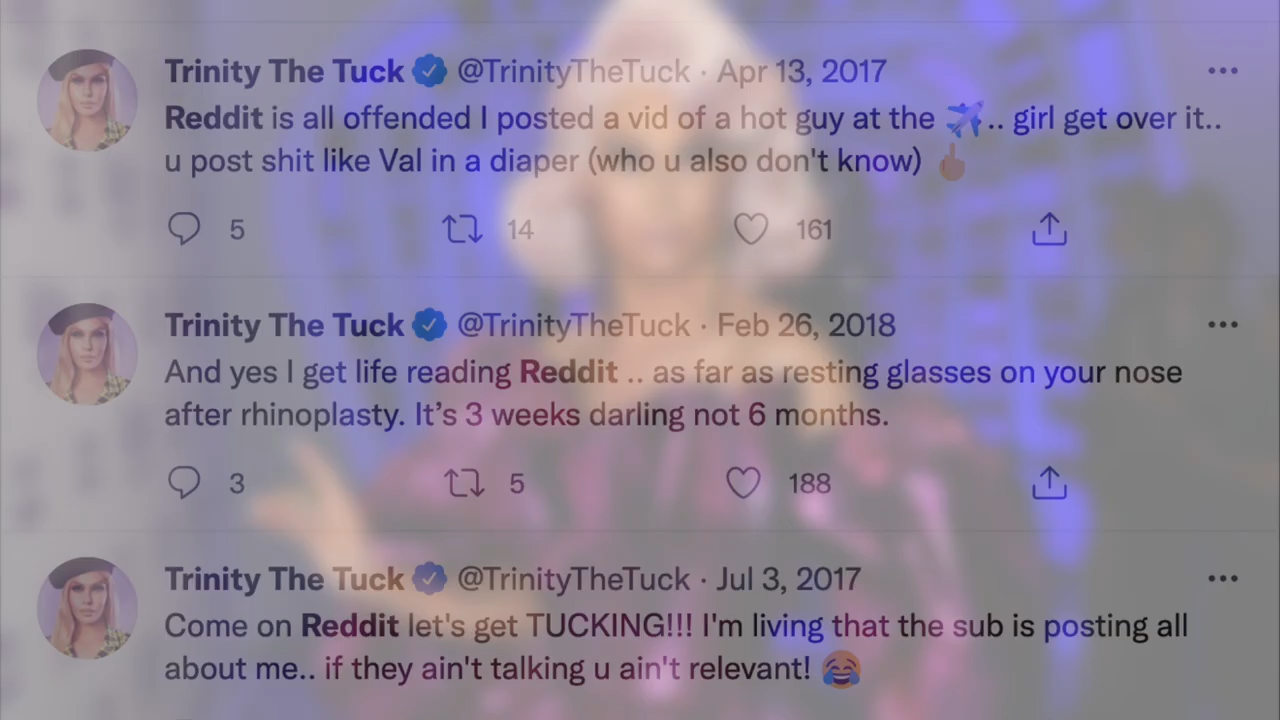 Trinity The Tuck @TrinityTheTuck · Apr 13, 2017
Reddit is all offended I posted a vid of a hot guy at the ✈️.. girl get over it..
u post shit like Val in a diaper (who u also don't know) 🖕🏽
5 14 161
Trinity The Tuck @TrinityTheTuck · Feb 26, 2018
And yes I get life reading Reddit .. as far as resting glasses on your nose
after rhinoplasty. It’s 3 weeks darling not 6 months.
3 5 188
Trinity The Tuck @TrinityTheTuck · Jul 3, 2017
Come on Reddit let's get TUCKING!!! I'm living that the sub is posting all
about me.. if they ain't talking u ain't relevant! 😂